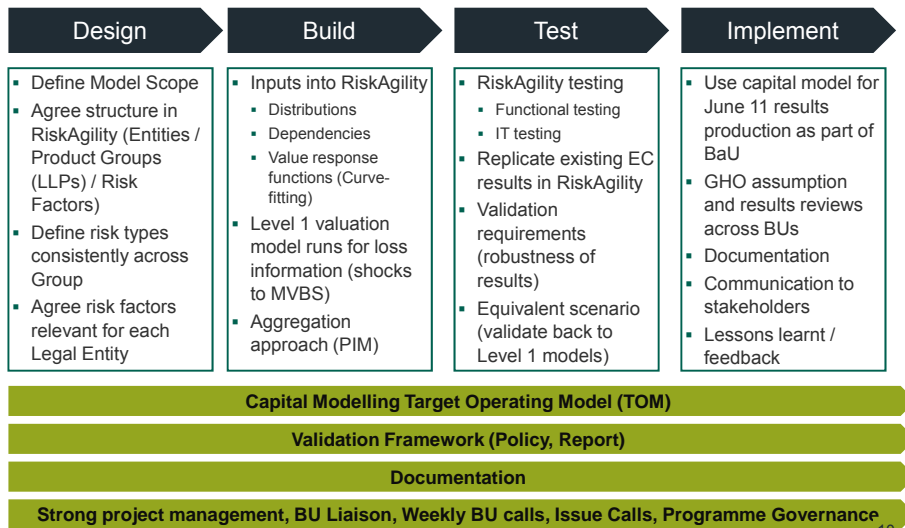 Design
Build
Test
Implement
▪ Define Model Scope
▪ Agree structure in
RiskAgility (Entities /
Product Groups
(LLPs) / Risk
Factors)
▪ Define risk types
consistently across
Group
▪ Agree risk factors
relevant for each
Legal Entity
▪ Inputs into RiskAgility
▪ Distributions
▪ Dependencies
▪ Value response
functions (Curve-
fitting)
▪ Level 1 valuation
model runs for loss
information (shocks
to MVBS)
▪ Aggregation
approach (PIM)
▪ RiskAgility testing
▪ Functional testing
▪ IT testing
▪ Replicate existing EC
results in RiskAgility
▪ Validation
requirements
(robustness of
results)
▪ Equivalent scenario
(validate back to
Level 1 models)
▪ Use capital model for
June 11 results
production as part of
BaU
▪ GHO assumption
and results reviews
across BUs
▪ Documentation
▪ Communication to
stakeholders
▪ Lessons learnt /
feedback
Capital Modelling Target Operating Model (TOM)
Validation Framework (Policy, Report)
Documentation
Strong project management, BU Liaison, Weekly BU calls, Issue Calls, Programme Governance